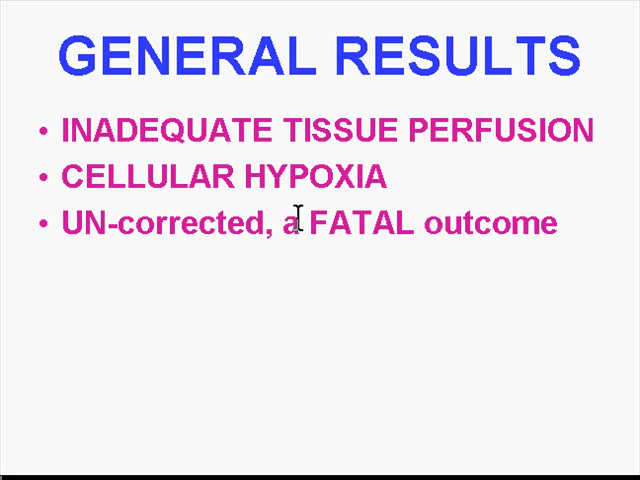 GENERAL RESULTS
• INADEQUATE TISSUE PERFUSION
• CELLULAR HYPOXIA
• UN-corrected, a FATAL outcome